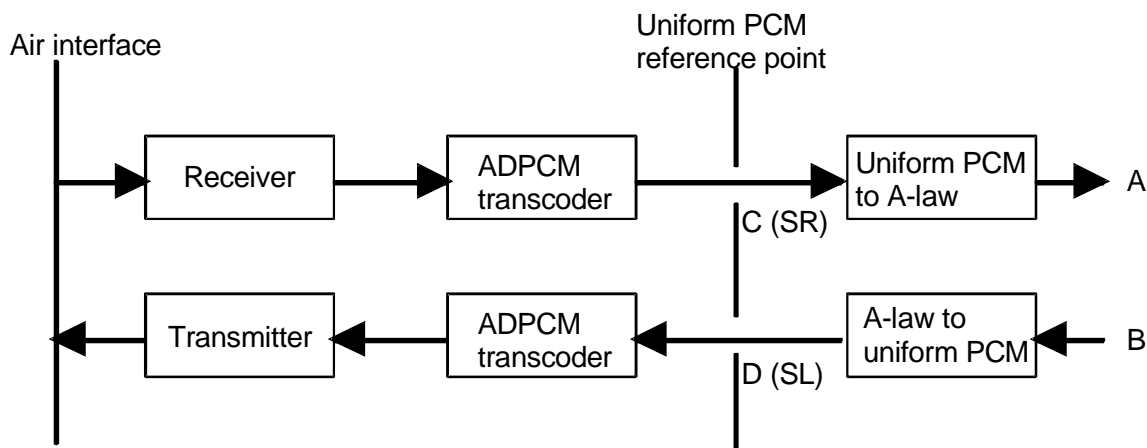 Air interface
Uniform PCM
reference point
Receiver
ADPCM
transcoder
Uniform PCM
to A-law
A
C (SR)
Transmitter
ADPCM
transcoder
A-law to
uniform PCM
B
D (SL)